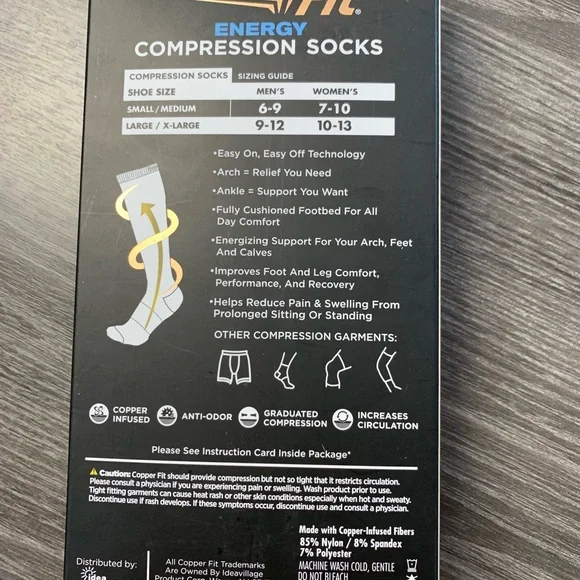 Fit®
ENERGY
COMPRESSION SOCKS
COMPRESSION SOCKS SIZING GUIDE
SHOE SIZE MEN'S WOMEN'S
SMALL/MEDIUM 6-9 7-10
LARGE / X-LARGE 9-12 10-13
•Easy On, Easy Off Technology
•Arch = Relief You Need
•Ankle = Support You Want
•Fully Cushioned Footbed For All
Day Comfort
•Energizing Support For Your Arch, Feet
And Calves
•Improves Foot And Leg Comfort,
Performance, And Recovery
•Helps Reduce Pain & Swelling From
Prolonged Sitting Or Standing
OTHER COMPRESSION GARMENTS:
COPPER
INFUSED
ANTI-ODOR
GRADUATED
COMPRESSION
INCREASES
CIRCULATION
Please See Instruction Card Inside Package*
Caution: Copper Fit should provide compression but not so tight that it restricts circulation.
Please consult a physician if you are experiencing pain or swelling. Wash product prior to use.
Tight fitting garments can cause heat rash or other skin conditions especially when hot and sweaty.
Discontinue use if rash develops. If these symptoms occur, discontinue use and consult a physician.
Made with Copper-Infused Fibers
85% Nylon / 8% Spandex
7% Polyester
MACHINE WASH COLD, GENTLE
DO NOT BLEACH
Distributed by:
idea
All Copper Fit Trademarks
Are Owned By Ideavillage
Product Corp.